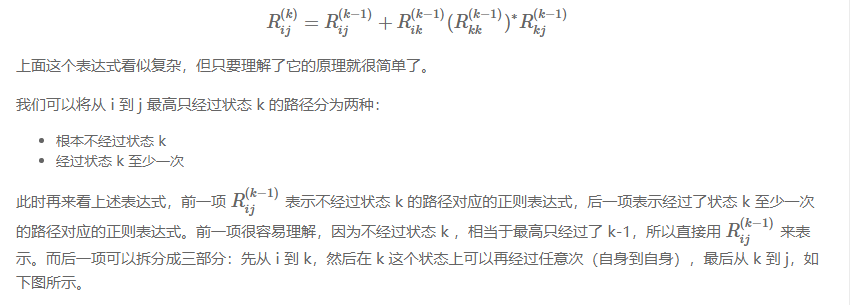 R_{ij}^{(k)} = R_{ij}^{(k-1)} + R_{ik}^{(k-1)}(R_{kk}^{(k-1)})^*R_{kj}^{(k-1)}
上面这个表达式看似复杂，但只要理解了它的原理就很简单了。
我们可以将从 i 到 j 最高只经过状态 k 的路径分为两种：
• 根本不经过状态 k
• 经过状态 k 至少一次
此时再来看上述表达式，前一项 R_{ij}^{(k-1)} 表示不经过状态 k 的路径对应的正则表达式，后一项表示经过了状态 k 至少一次
的路径对应的正则表达式。前一项很容易理解，因为不经过状态 k ，相当于最高只经过了 k-1，所以直接用 R_{ij}^{(k-1)} 来表
示。而后一项可以拆分成三部分：先从 i 到 k，然后在 k 这个状态上可以再经过任意次（自身到自身），最后从 k 到 j，如
下图所示。